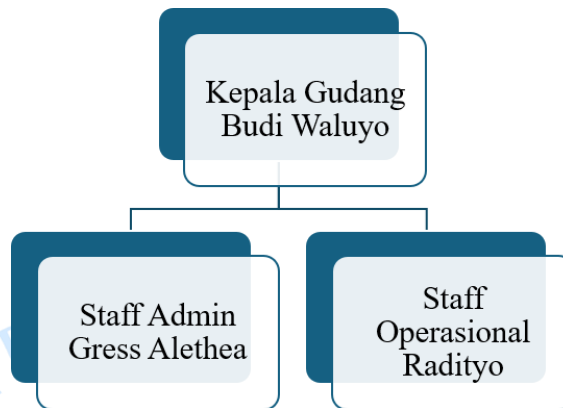 Kepala Gudang
Budi Waluyo
Staff Admin
Gress Alethea
Staff
Operasional
Radityo